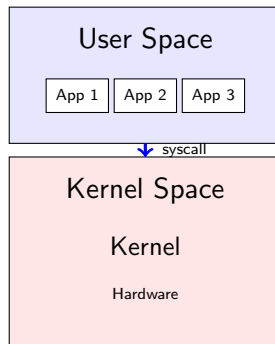 User Space
App 1 App 2 App 3
syscall
Kernel Space
Kernel
Hardware